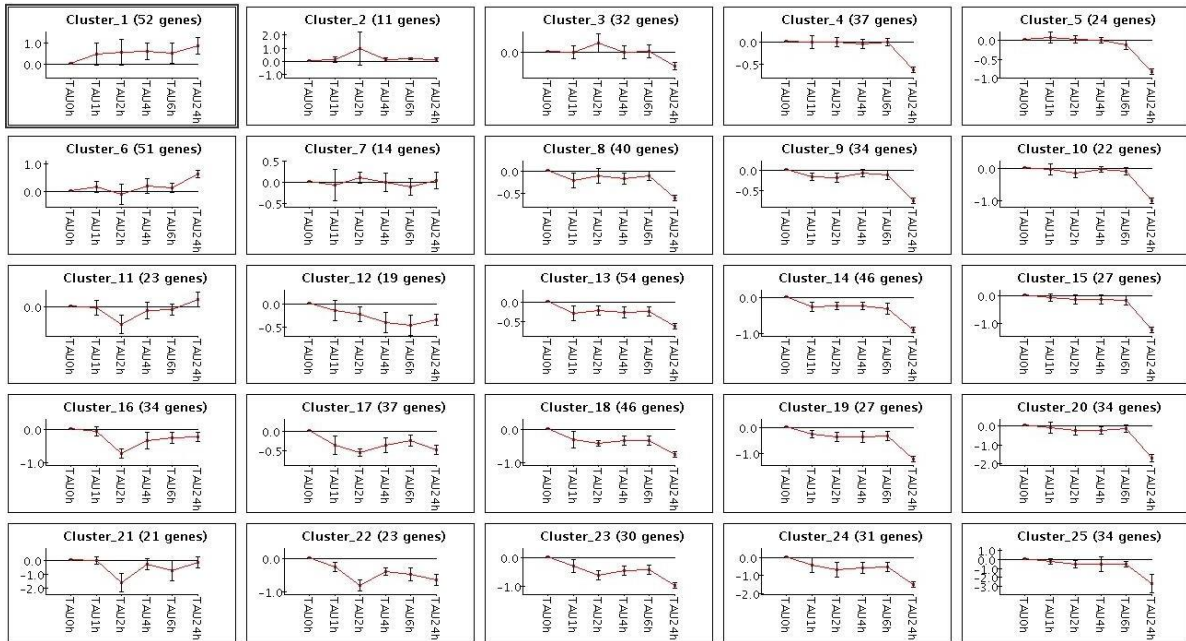 Cluster_1 (52 genes)
1.0
0.0
TAU0h TAU1h TAU2h TAU4h TAU6h TAU24h
Cluster_2 (11 genes)
2.0
1.0
0.0
−1.0
TAU0h TAU1h TAU2h TAU4h TAU6h TAU24h
Cluster_3 (32 genes)
0.0
TAU0h TAU1h TAU2h TAU4h TAU6h TAU24h
Cluster_4 (37 genes)
0.0
−0.5
TAU0h TAU1h TAU2h TAU4h TAU6h TAU24h
Cluster_5 (24 genes)
0.0
−0.5
−1.0
TAU0h TAU1h TAU2h TAU4h TAU6h TAU24h
Cluster_6 (51 genes)
1.0
0.0
TAU0h TAU1h TAU2h TAU4h TAU6h TAU24h
Cluster_7 (14 genes)
0.5
0.0
−0.5
TAU0h TAU1h TAU2h TAU4h TAU6h TAU24h
Cluster_8 (40 genes)
0.0
−0.5
TAU0h TAU1h TAU2h TAU4h TAU6h TAU24h
Cluster_9 (34 genes)
0.0
−0.5
TAU0h TAU1h TAU2h TAU4h TAU6h TAU24h
Cluster_10 (22 genes)
0.0
−1.0
TAU0h TAU1h TAU2h TAU4h TAU6h TAU24h
Cluster_11 (23 genes)
0.0
TAU0h TAU1h TAU2h TAU4h TAU6h TAU24h
Cluster_12 (19 genes)
0.0
−0.5
TAU0h TAU1h TAU2h TAU4h TAU6h TAU24h
Cluster_13 (54 genes)
0.0
−0.5
TAU0h TAU1h TAU2h TAU4h TAU6h TAU24h
Cluster_14 (46 genes)
0.0
−1.0
TAU0h TAU1h TAU2h TAU4h TAU6h TAU24h
Cluster_15 (27 genes)
0.0
−1.0
TAU0h TAU1h TAU2h TAU4h TAU6h TAU24h
Cluster_16 (34 genes)
0.0
−1.0
TAU0h TAU1h TAU2h TAU4h TAU6h TAU24h
Cluster_17 (37 genes)
0.0
−0.5
TAU0h TAU1h TAU2h TAU4h TAU6h TAU24h
Cluster_18 (46 genes)
0.0
−1.0
TAU0h TAU1h TAU2h TAU4h TAU6h TAU24h
Cluster_19 (27 genes)
0.0
−1.0
TAU0h TAU1h TAU2h TAU4h TAU6h TAU24h
Cluster_20 (34 genes)
0.0
−1.0
−2.0
TAU0h TAU1h TAU2h TAU4h TAU6h TAU24h
Cluster_21 (21 genes)
0.0
−1.0
−2.0
TAU0h TAU1h TAU2h TAU4h TAU6h TAU24h
Cluster_22 (23 genes)
0.0
−1.0
TAU0h TAU1h TAU2h TAU4h TAU6h TAU24h
Cluster_23 (30 genes)
0.0
−1.0
TAU0h TAU1h TAU2h TAU4h TAU6h TAU24h
Cluster_24 (31 genes)
0.0
−1.0
−2.0
TAU0h TAU1h TAU2h TAU4h TAU6h TAU24h
Cluster_25 (34 genes)
1.0
0.0
−1.0
−2.0
−3.0
TAU0h TAU1h TAU2h TAU4h TAU6h TAU24h